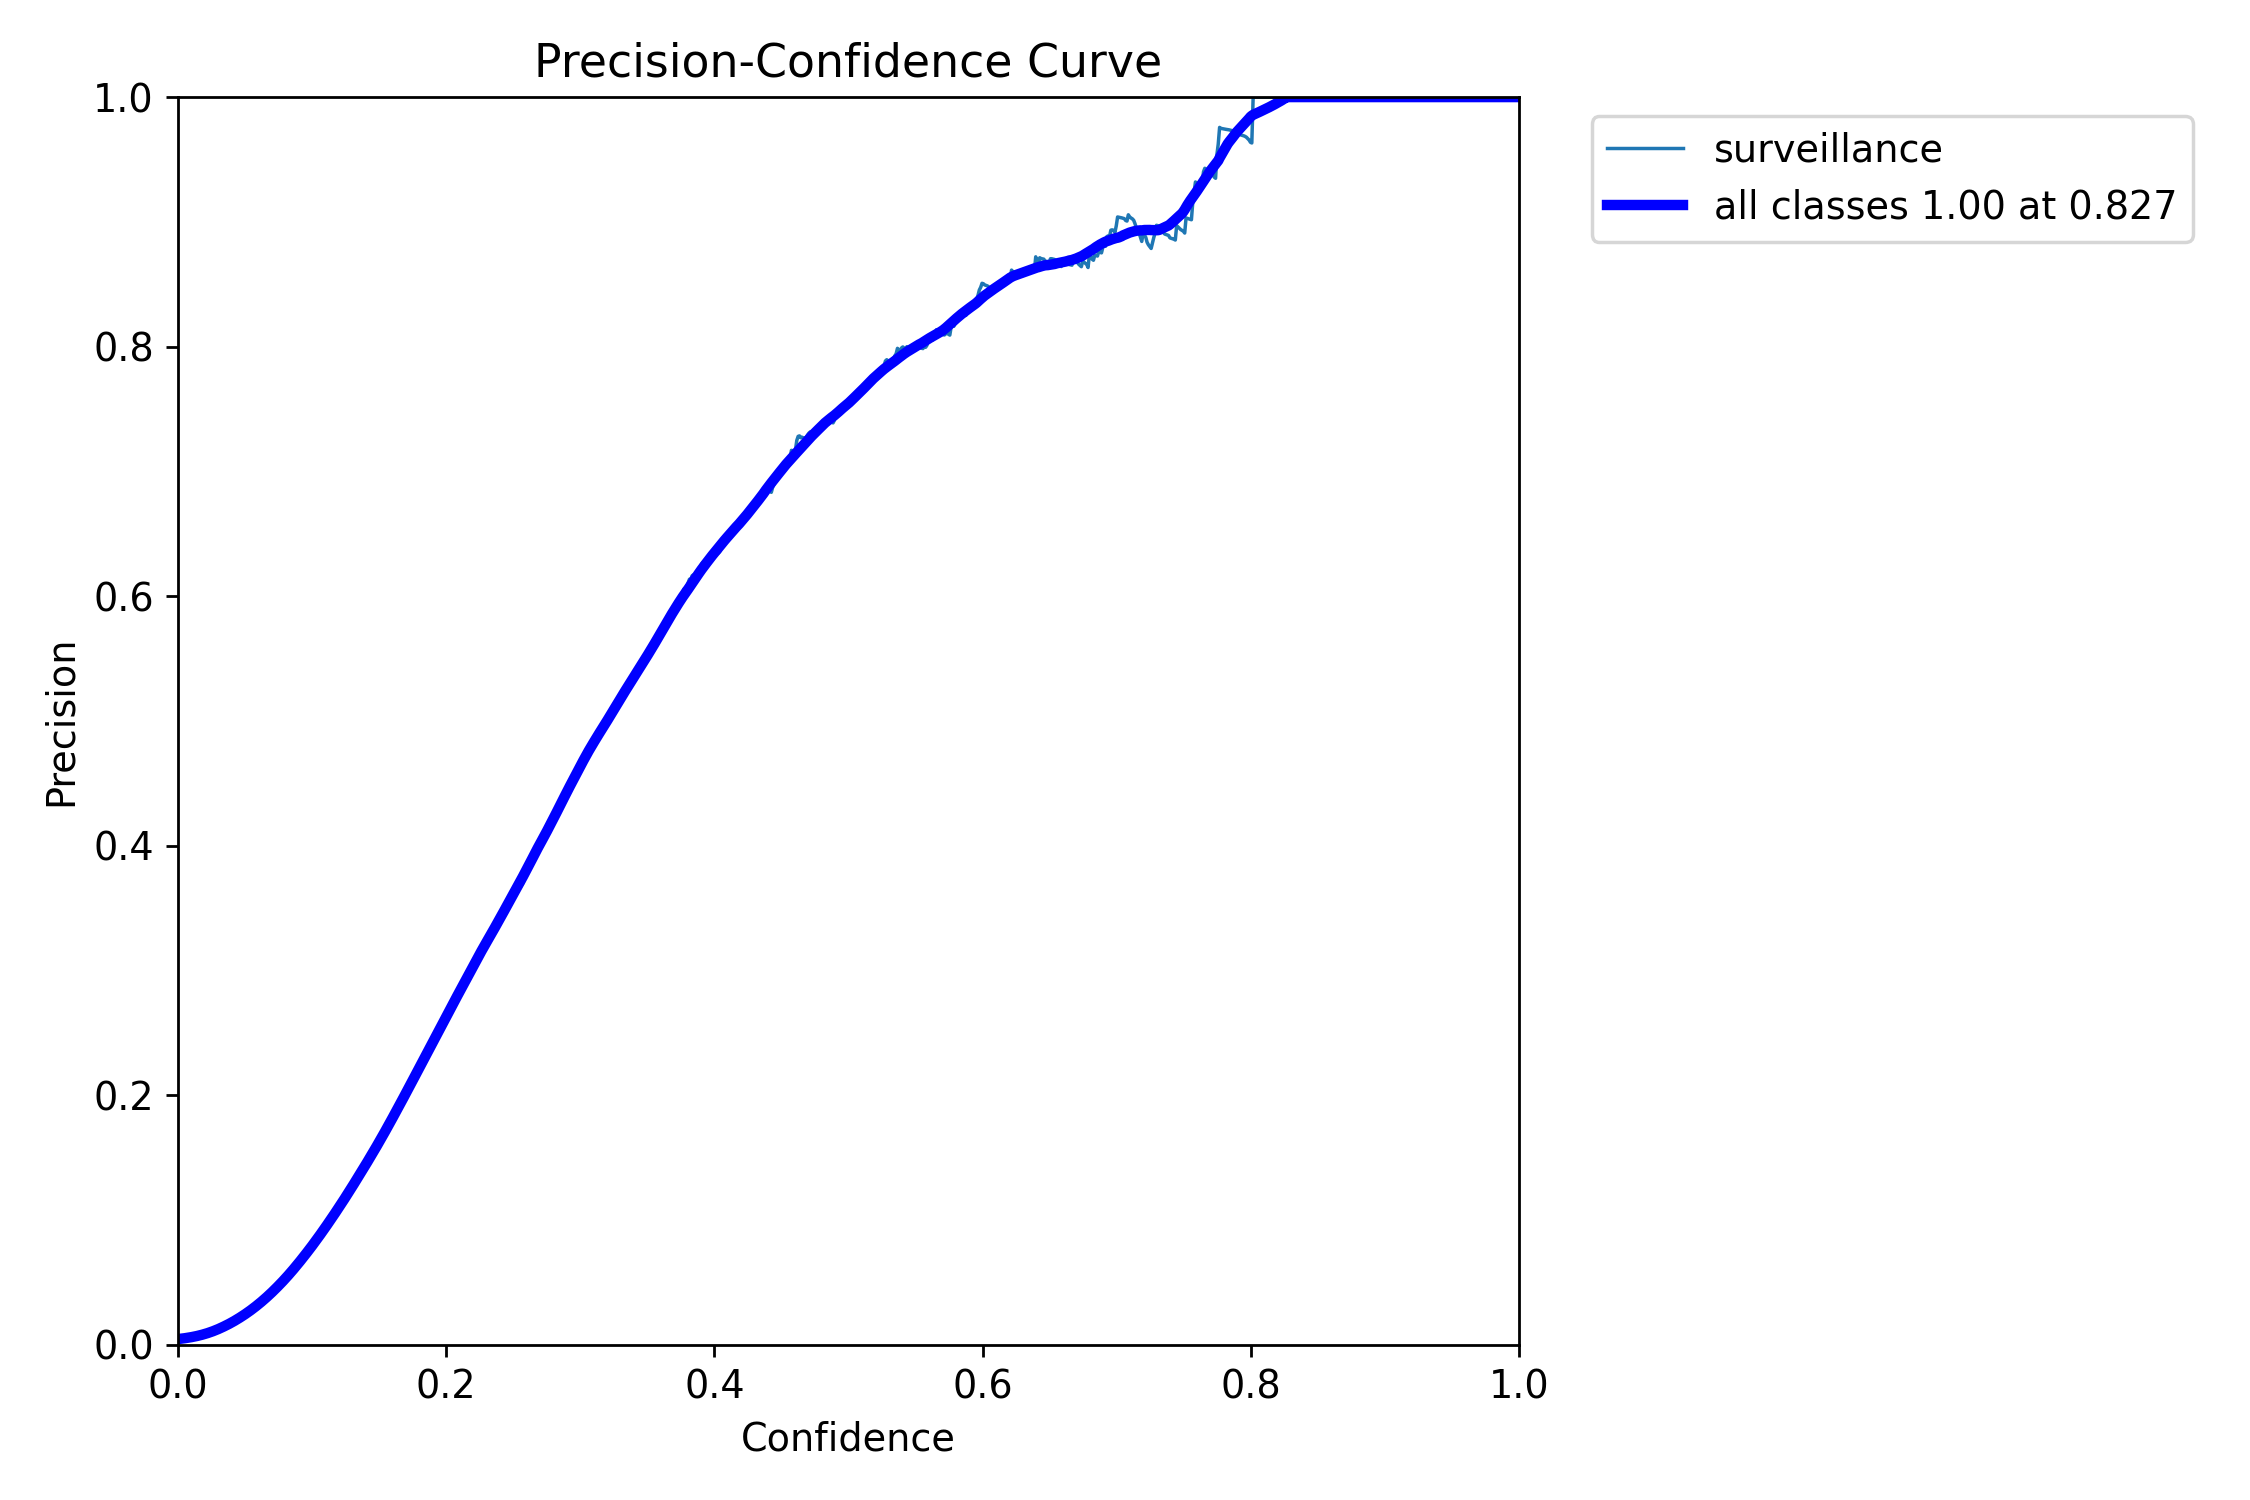 Precision-Confidence Curve
1.0
0.8
0.6
0.4
0.2
0.0
Precision
0.0 0.2 0.4 0.6 0.8 1.0
Confidence
surveillance
all classes 1.00 at 0.827